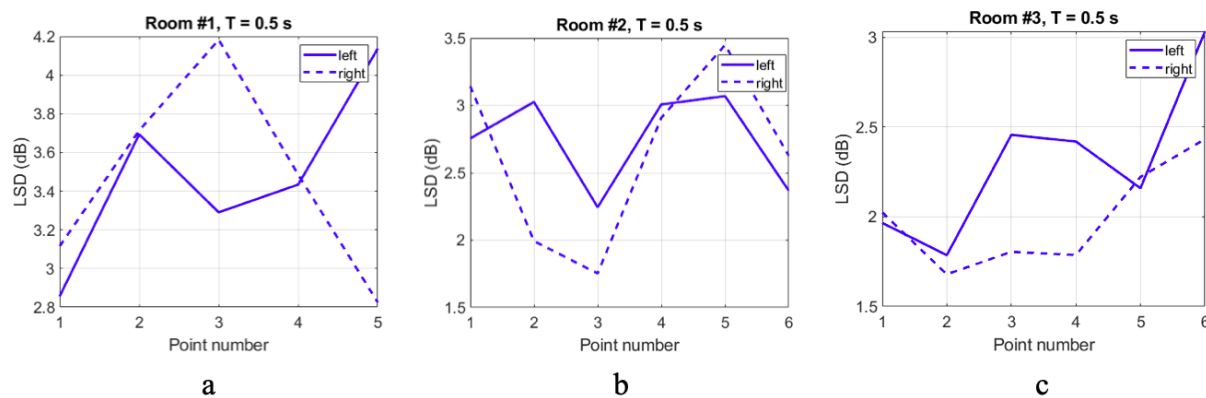 Room #1, T = 0.5 s
4.2
4
3.8
3.6
3.4
3.2
3
2.8
LSD (dB)
left
right
1 2 3 4 5
Point number
a
Room #2, T = 0.5 s
3.5
3
2.5
2
1.5
LSD (dB)
left
right
1 2 3 4 5 6
Point number
b
Room #3, T = 0.5 s
3
2.5
2
1.5
LSD (dB)
left
right
1 2 3 4 5 6
Point number
c